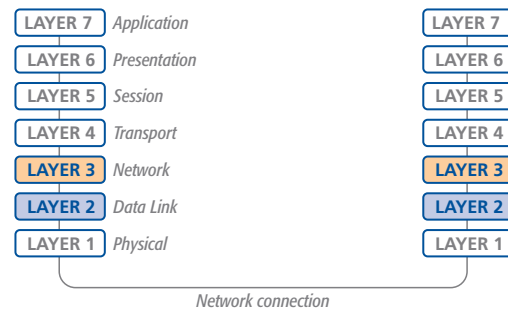 LAYER 7 Application LAYER 7
LAYER 6 Presentation LAYER 6
LAYER 5 Session LAYER 5
LAYER 4 Transport LAYER 4
LAYER 3 Network LAYER 3
LAYER 2 Data Link LAYER 2
LAYER 1 Physical LAYER 1
Network connection